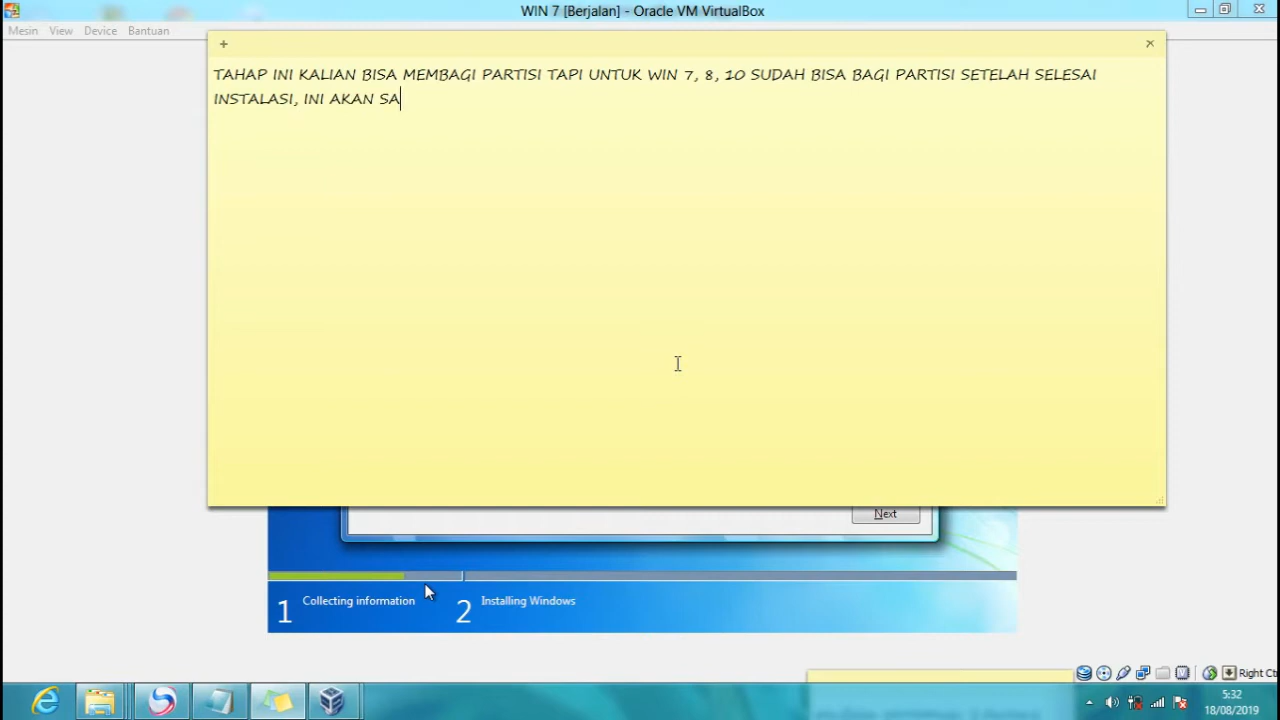 WIN 7 [Berjalan] - Oracle VM VirtualBox
Mesin View Device Bantuan
TAHAP INI KALIAN BISA MEMBAGI PARTISI TAPI UNTUK WIN 7, 8, 10 SUDAH BISA BAGI PARTISI SETELAH SELESAI
INSTALASI, INI AKAN SA
Next
1 Collecting information 2 Installing Windows
Right Ct
5:32
18/08/2019